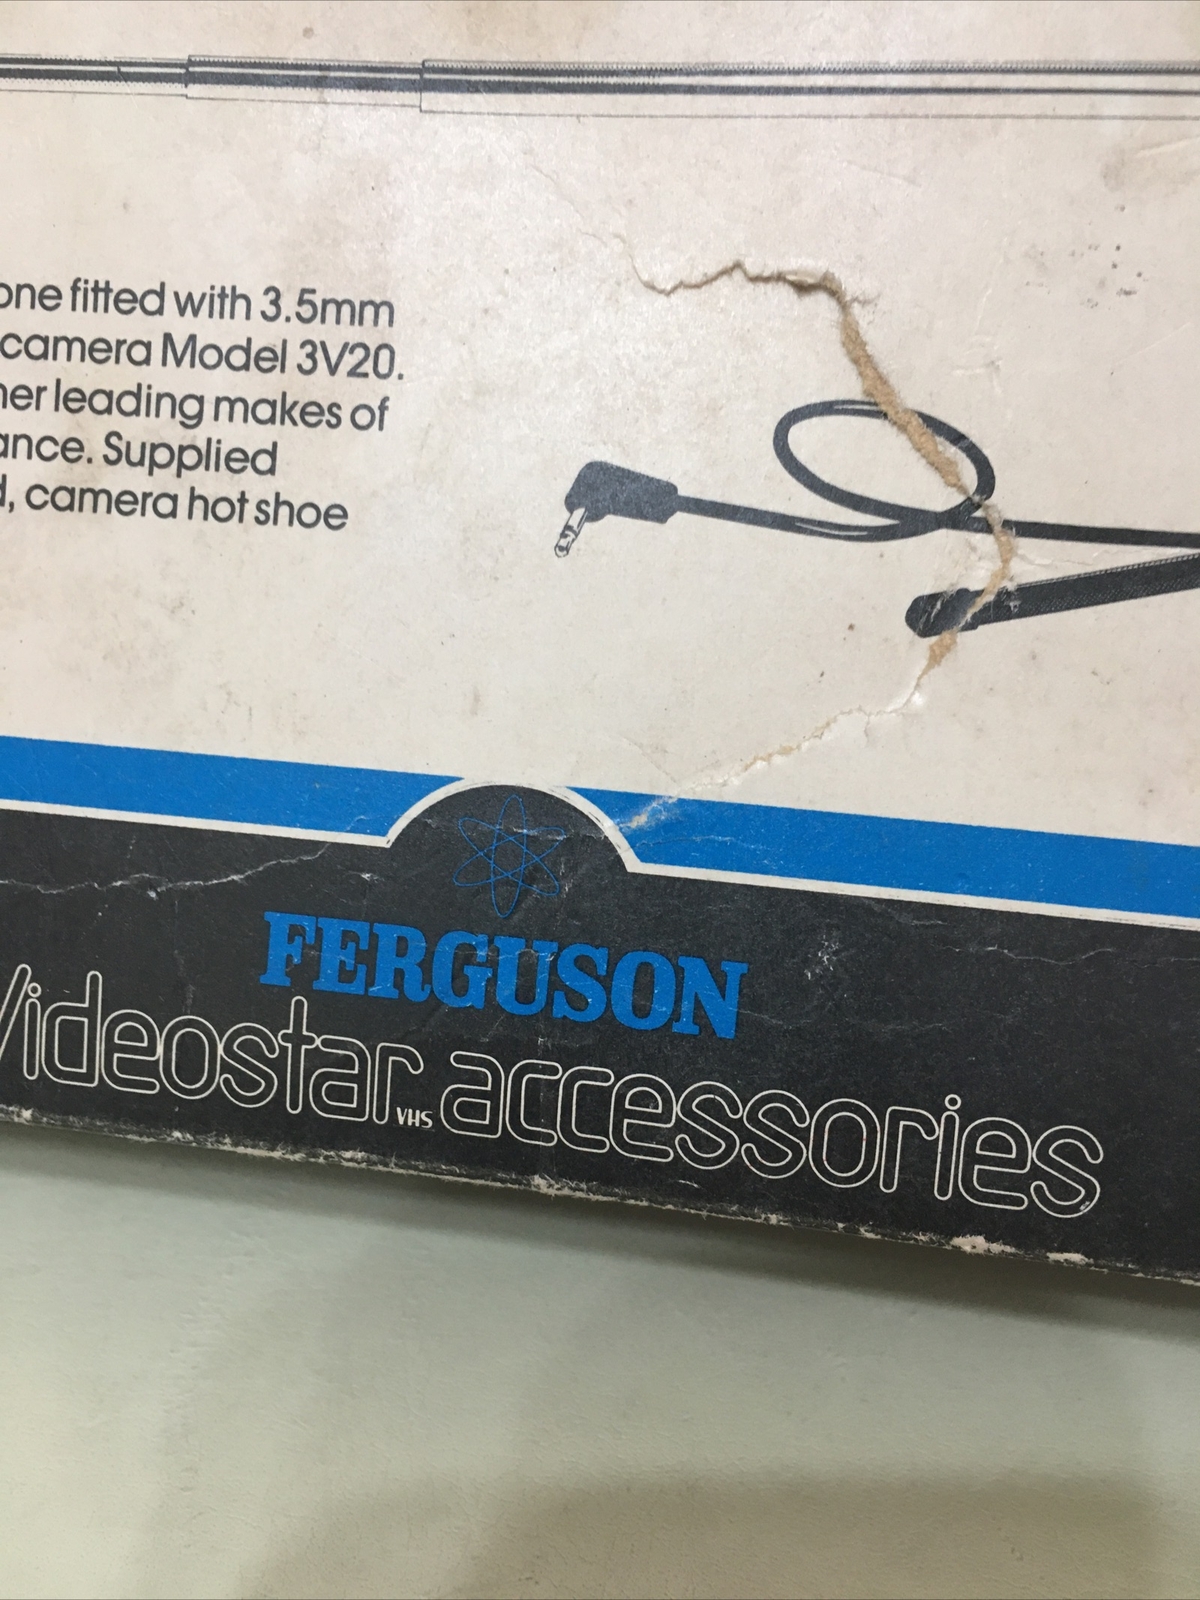 one fitted with 3.5mm
camera Model 3V20.
her leading makes of
ance. Supplied
d, camera hot shoe
FERGUSON
Videostar VHS accessories